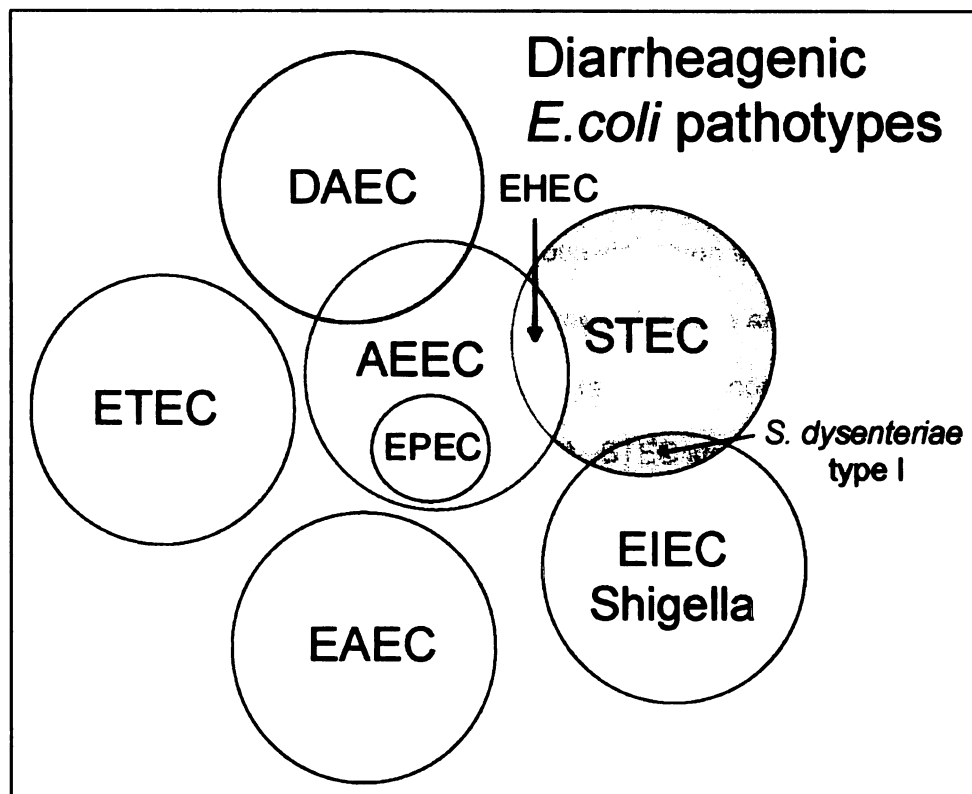 Diarrheagenic
E.coli pathotypes
DAEC
EHEC
STEC
AEEC
ETEC
EPEC
S. dysenteriae
type I
EIEC
Shigella
EAEC